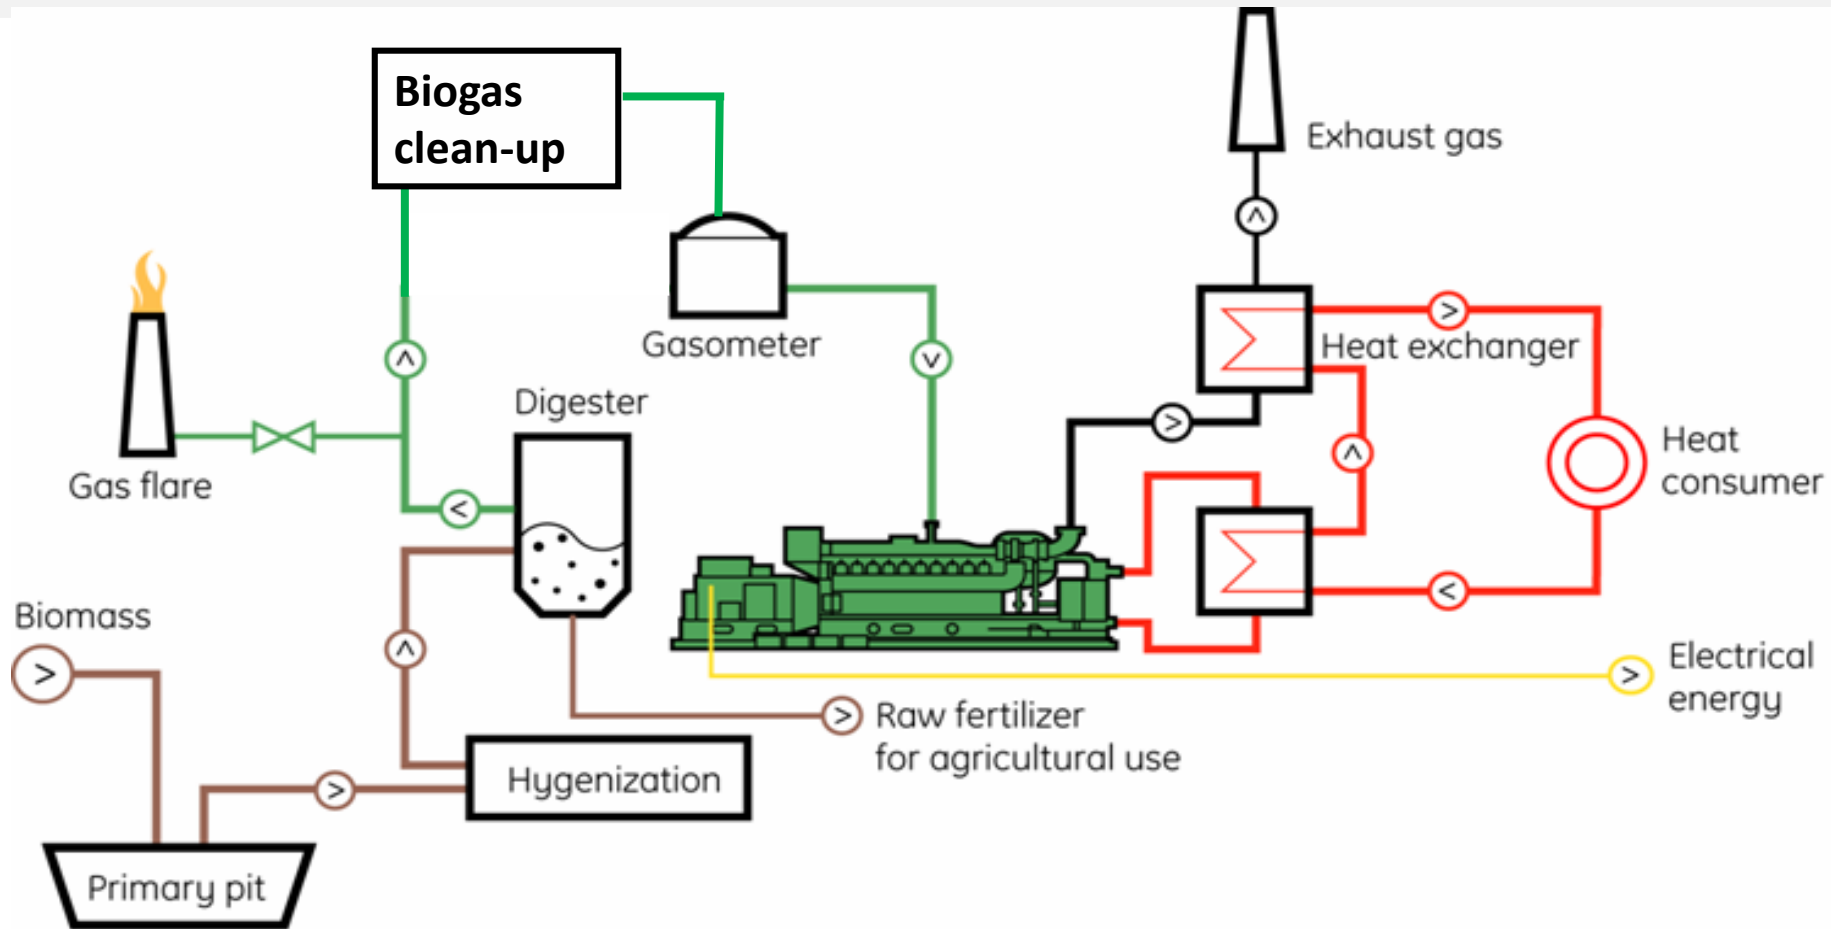 Biogas
clean-up
Exhaust gas
Gasometer
Heat exchanger
Digester
Heat
consumer
Gas flare
Biomass
Electrical
energy
Raw fertilizer
for agricultural use
Hygenization
Primary pit